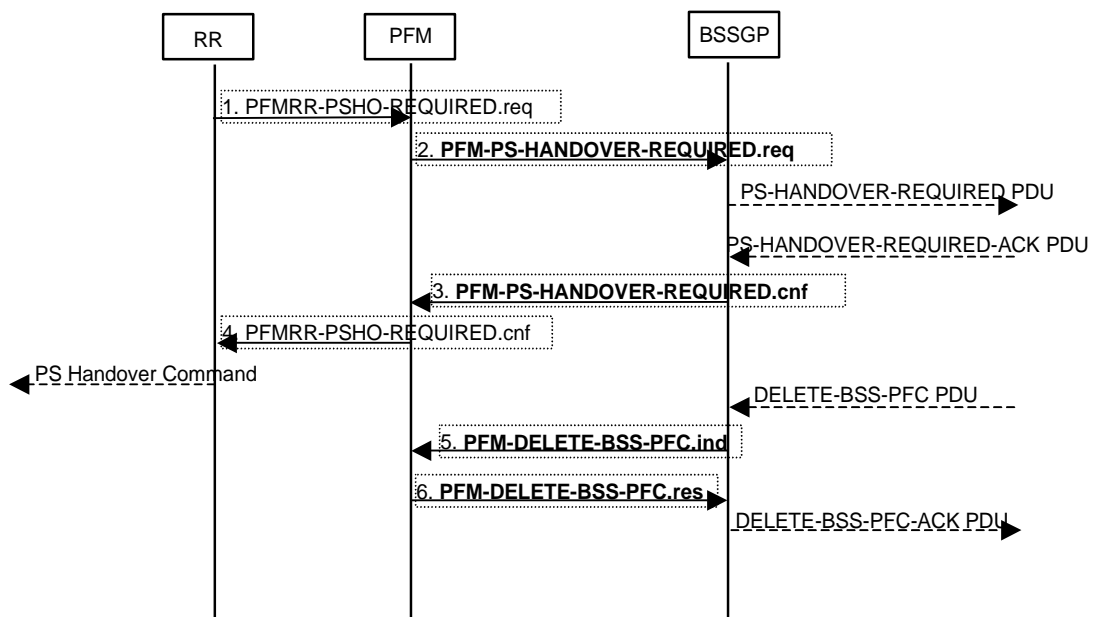 RR
PFM
BSSGP
1. PFMRR-PSHO-REQUIRED.req
2. PFM-PS-HANDOVER-REQUIRED.req
PS-HANDOVER-REQUIRED PDU
PS-HANDOVER-REQUIRED-ACK PDU
3. PFM-PS-HANDOVER-REQUIRED.cnf
4. PFMRR-PSHO-REQUIRED.cnf
PS Handover Command
DELETE-BSS-PFC PDU
5. PFM-DELETE-BSS-PFC.ind
6. PFM-DELETE-BSS-PFC.res
DELETE-BSS-PFC-ACK PDU